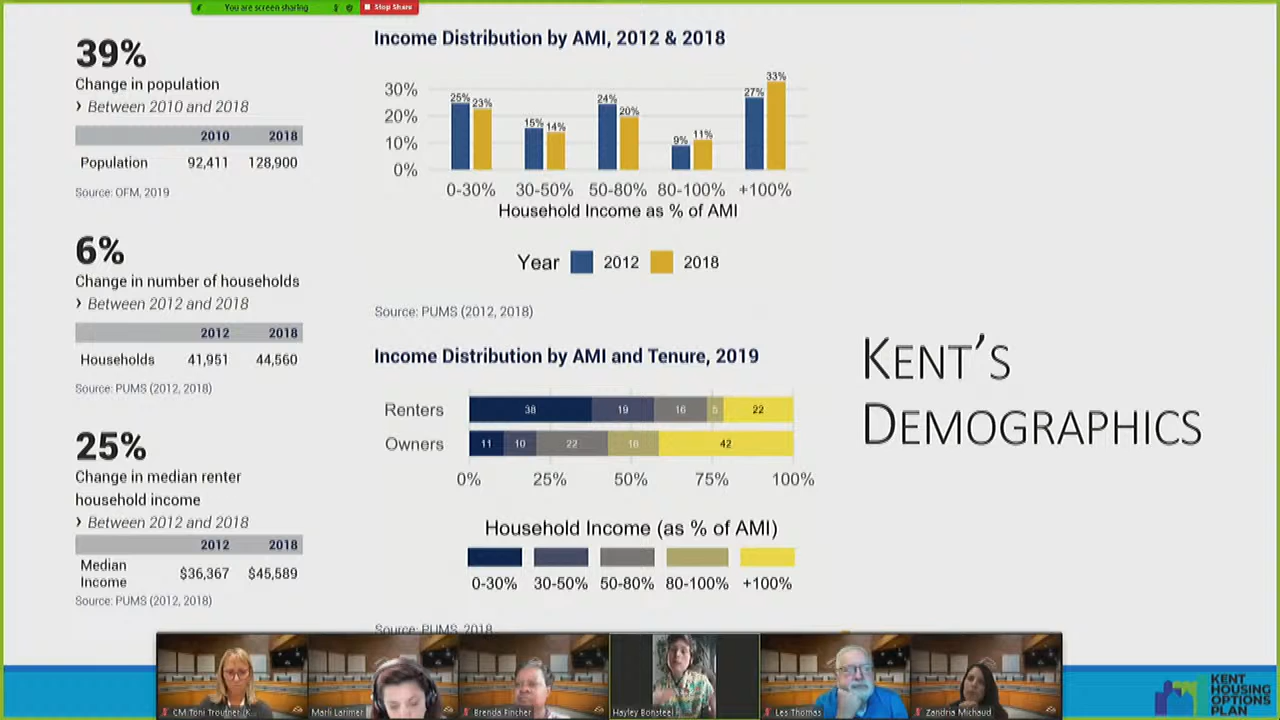 You are screen sharing
Stop Share
39%
Change in population
› Between 2010 and 2018
2010 2018
Population 92,411 128,900
Source: OFM, 2019
6%
Change in number of households
› Between 2012 and 2018
2012 2018
Households 41,951 44,560
Source: PUMS (2012, 2018)
25%
Change in median renter
household income
› Between 2012 and 2018
2012 2018
Median
Income $36,367 $45,589
Source: PUMS (2012, 2018)
Income Distribution by AMI, 2012 & 2018
30%
20%
10%
0%
25% 23% 15% 14% 24% 20% 9% 11% 27% 33%
0-30% 30-50% 50-80% 80-100% +100%
Household Income as % of AMI
Year 2012 2018
Source: PUMS (2012, 2018)
Income Distribution by AMI and Tenure, 2019
Renters 38 19 16 5 22
Owners 11 10 22 16 42
0% 25% 50% 75% 100%
Household Income (as % of AMI)
0-30% 30-50% 50-80% 80-100% +100%
Source: PUMS, 2018
KENT'S
DEMOGRAPHICS
CM Toni Troutner (K...
Marli Larimer
Brenda Fincher
Hayley Bonsteel
Les Thomas
Zandria Michaud
KENT
HOUSING
OPTIONS
PLAN